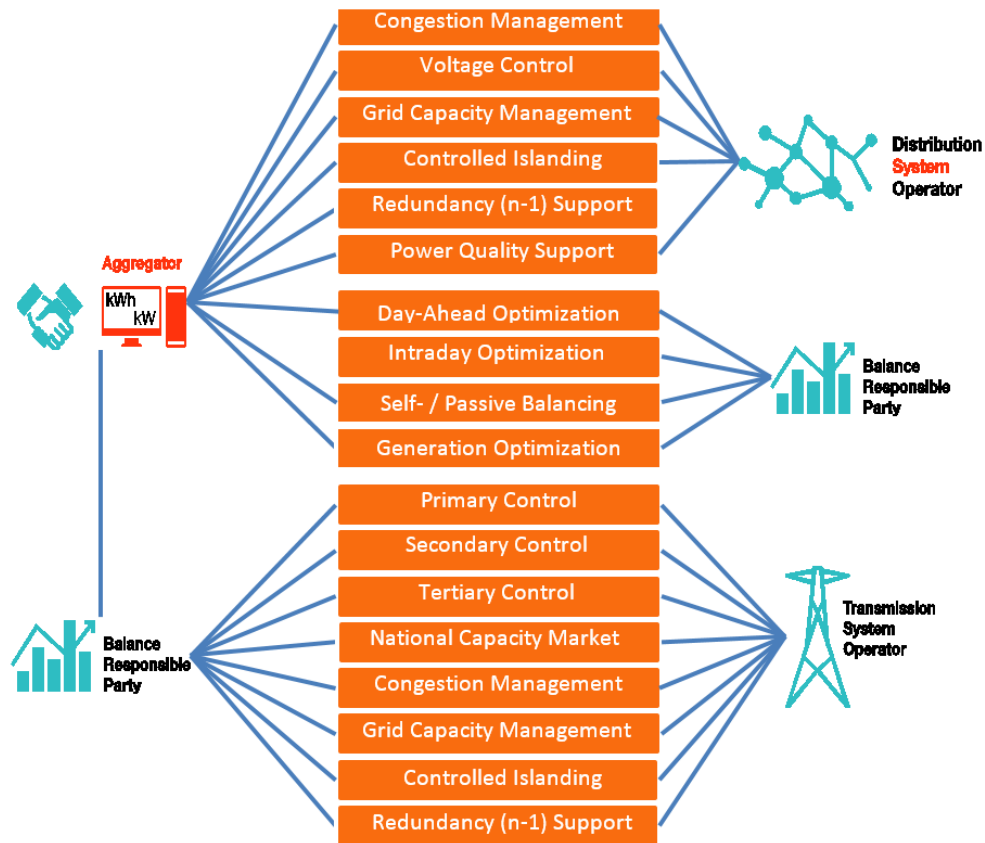 Congestion Management
Voltage Control
Grid Capacity Management
Controlled Islanding
Redundancy (n-1) Support
Power Quality Support
Distribution
System
Operator
Aggregator
kWh
kW
Day-Ahead Optimization
Intraday Optimization
Self- / Passive Balancing
Generation Optimization
Balance
Responsible
Party
Primary Control
Secondary Control
Tertiary Control
National Capacity Market
Congestion Management
Grid Capacity Management
Controlled Islanding
Redundancy (n-1) Support
Balance
Responsible
Party
Transmission
System
Operator